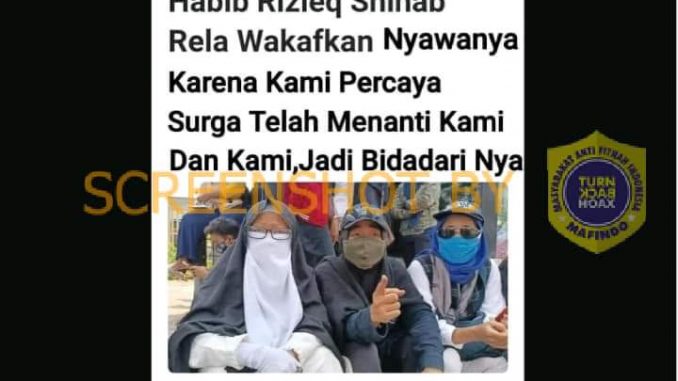 Habib Rizieq Shihab
Rela Wakafkan Nyawanya
Karena Kami Percaya
Surga Telah Menanti Kami
Dan Kami,Jadi Bidadari Nya
SCREENSHOT BY
MASYARAKAT ANTI FITNAH INDONESIA
TURN
BACK
HOAX
MAFINDO